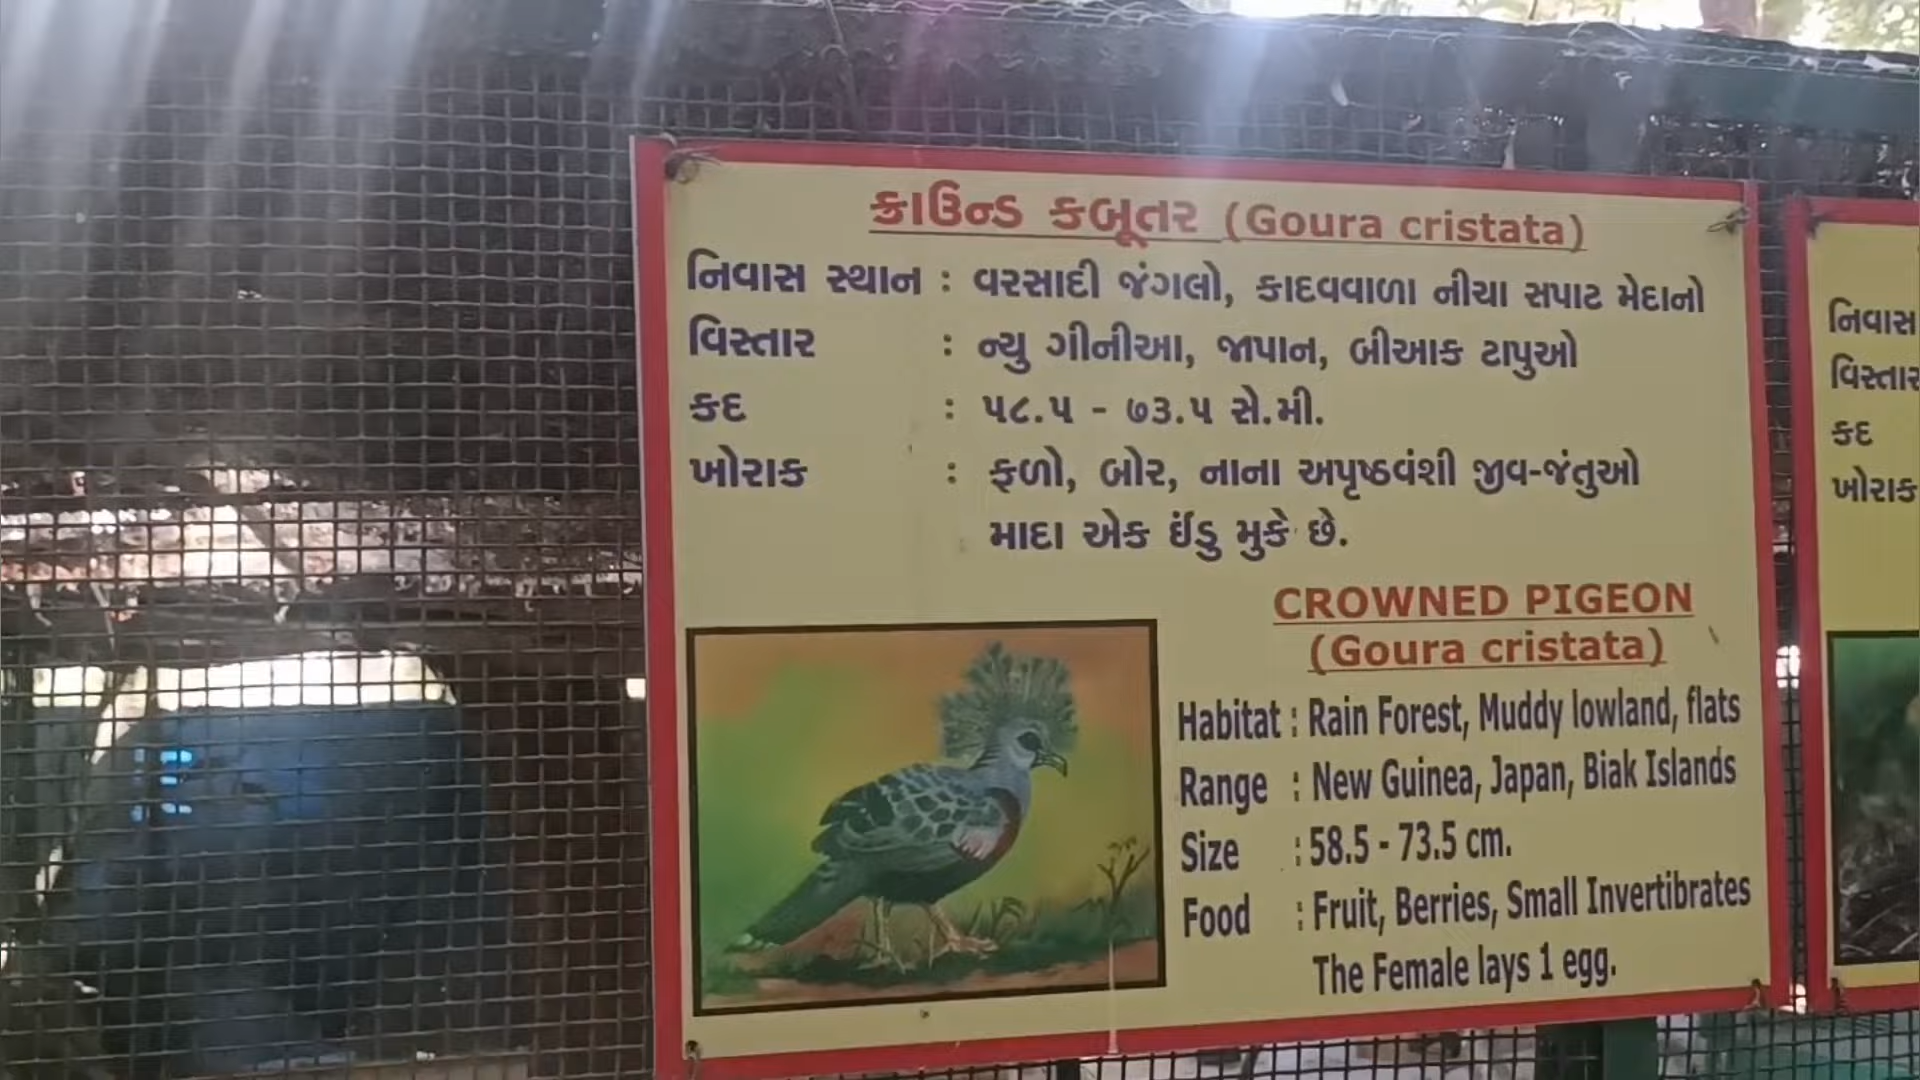 ક્રાઉન્ડ કબૂતર (Goura cristata)
નિવાસ સ્થાન : વરસાદી જંગલો, કાદવવાળા નીચા સપાટ મેદાનો
વિસ્તાર : ન્યુ ગીનીઆ, જાપાન, બીઆક ટાપુઓ
કદ : ૫૮.૫ - ૭૩.૫ સે.મી.
ખોરાક : ફળો, બોર, નાના અપૃષ્ઠવંશી જીવ-જંતુઓ
માદા એક ઈંડુ મુકે છે.
CROWNED PIGEON
(Goura cristata)
Habitat : Rain Forest, Muddy lowland, flats
Range : New Guinea, Japan, Biak Islands
Size : 58.5 - 73.5 cm.
Food : Fruit, Berries, Small Invertibrates
The Female lays 1 egg.
નિવાસ
વિસ્તાર
કદ
ખોરાક